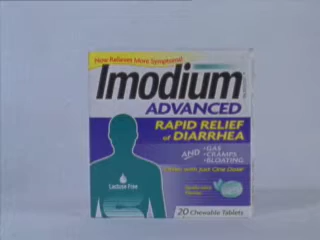 Now Relieves More Symptoms!
Imodium
ADVANCED
RAPID RELIEF
of DIARRHEA
AND •GAS
•CRAMPS
•BLOATING
Often with Just One Dose
Lactose Free
20 Chewable Tablets